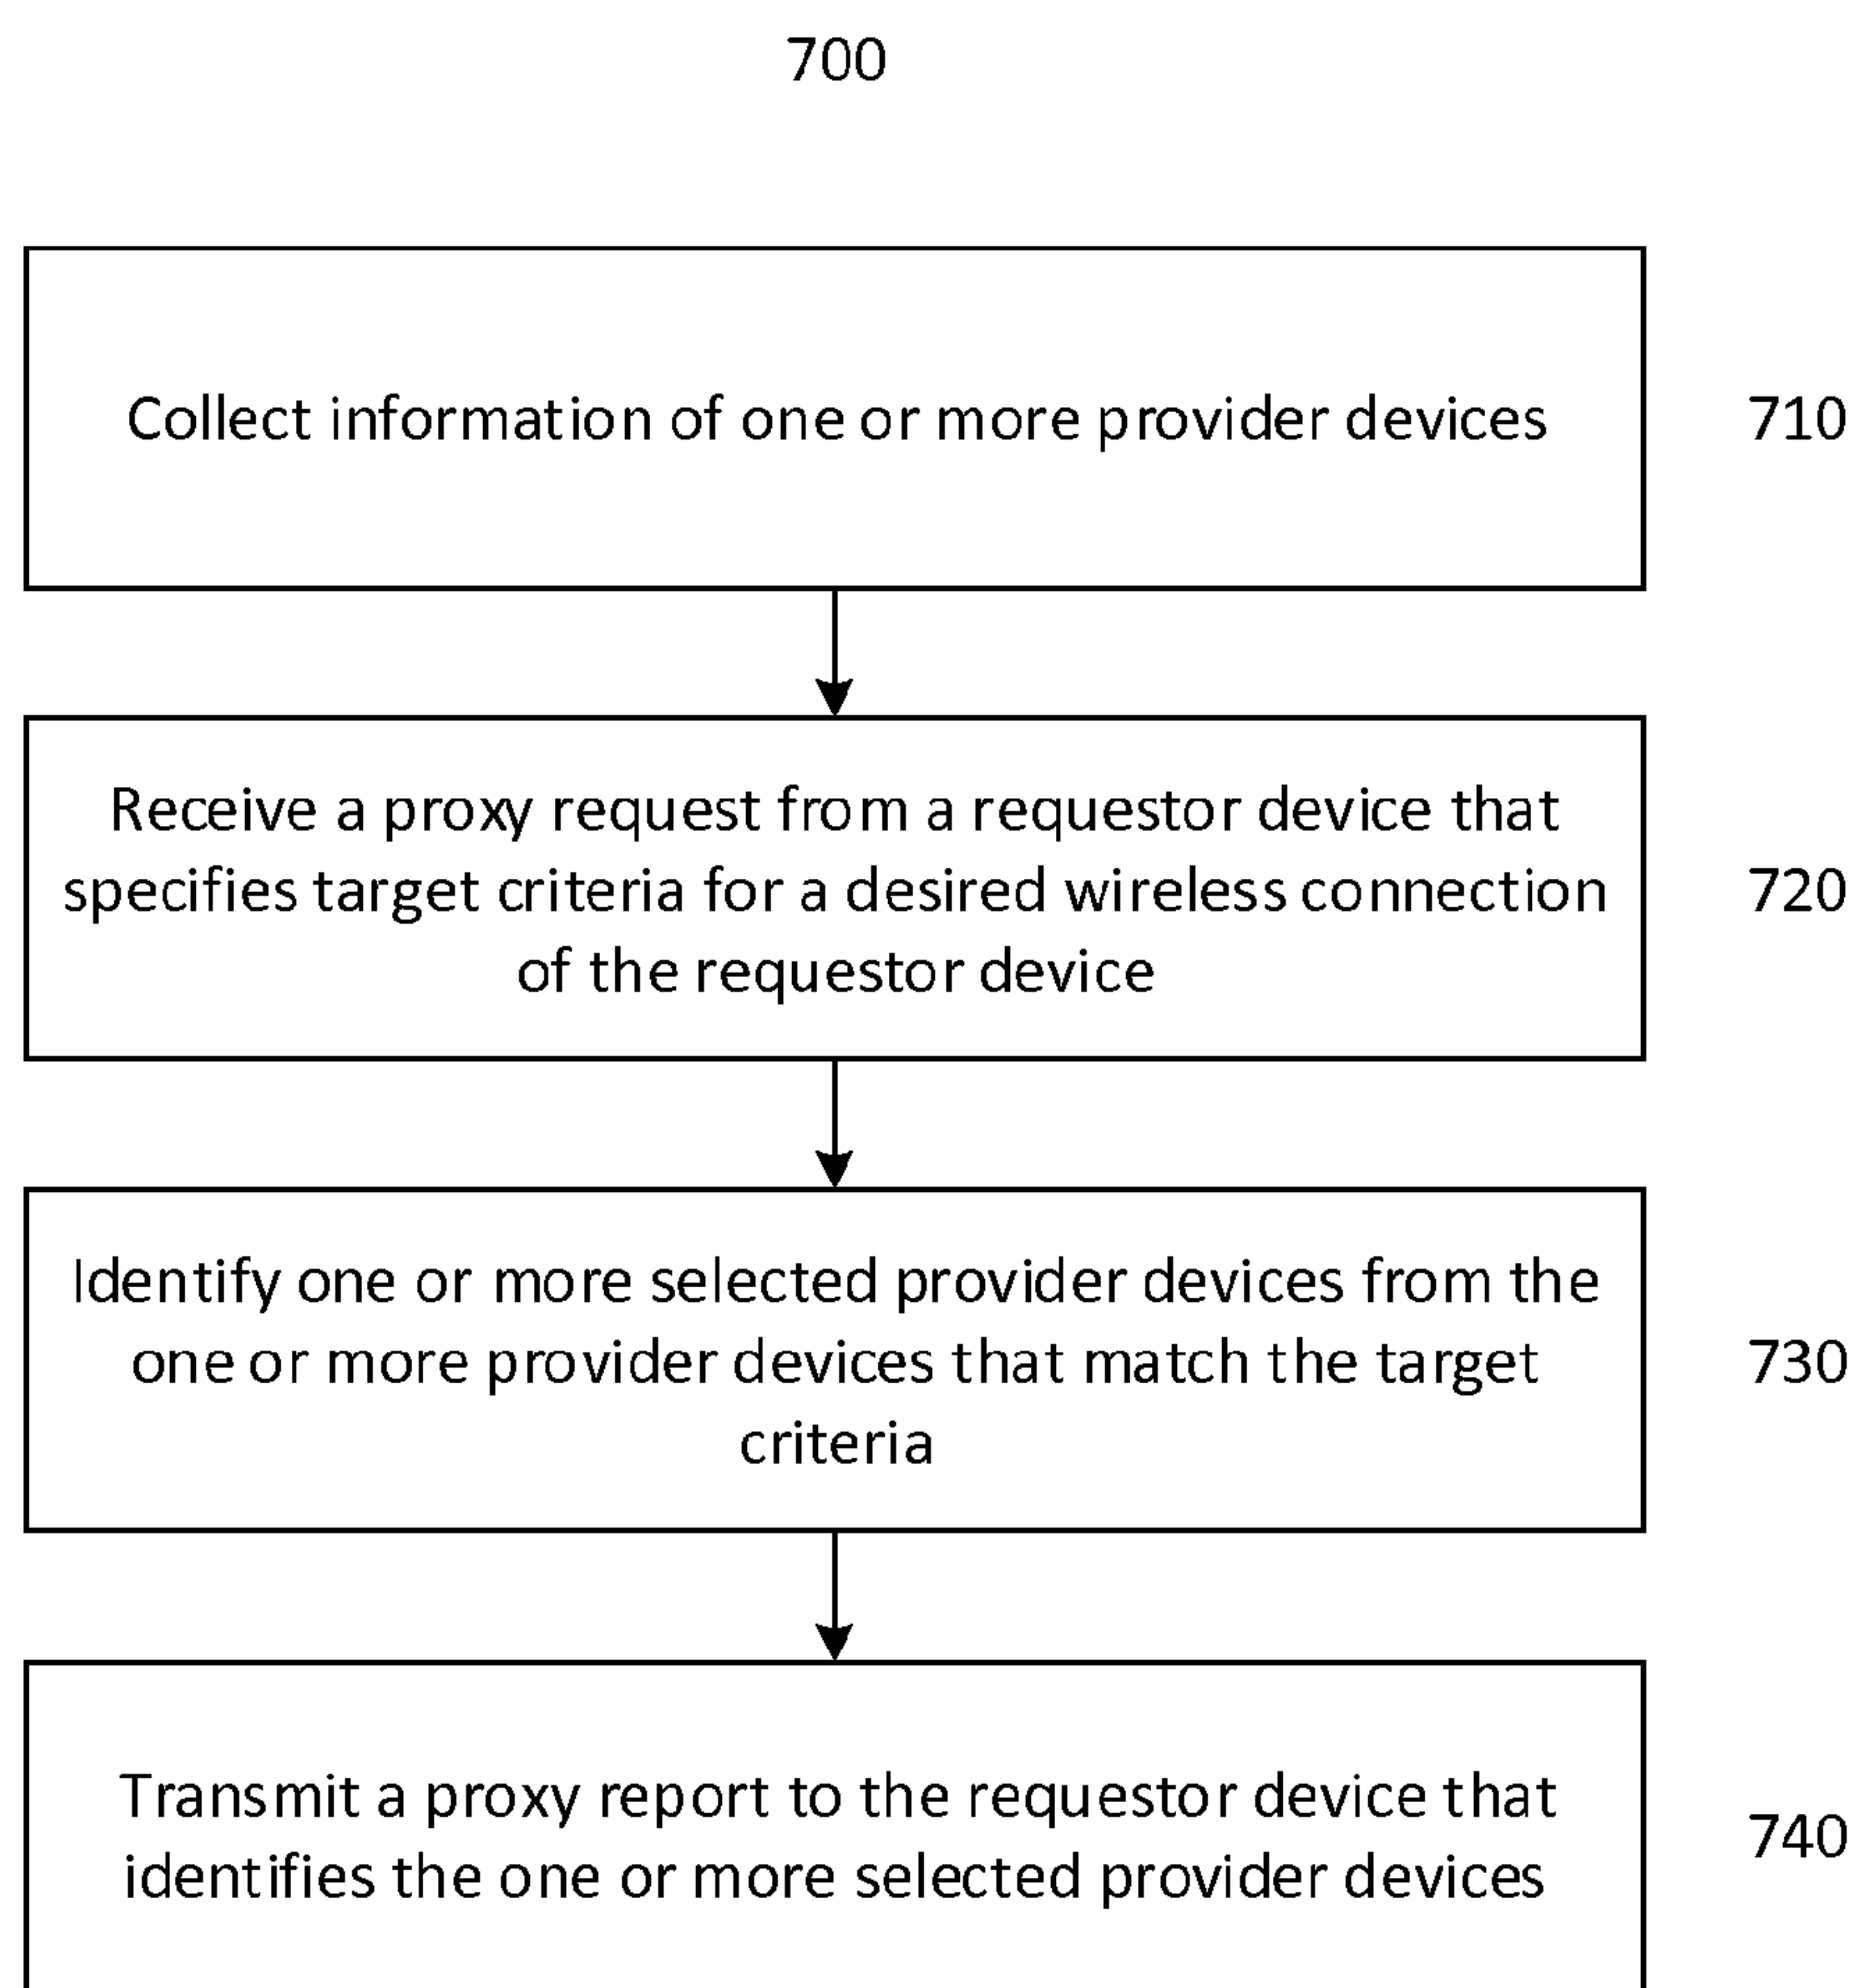 700
Collect information of one or more provider devices
710
Receive a proxy request from a requestor device that
specifies target criteria for a desired wireless connection
of the requestor device
720
Identify one or more selected provider devices from the
one or more provider devices that match the target
criteria
730
Transmit a proxy report to the requestor device that
identifies the one or more selected provider devices
740